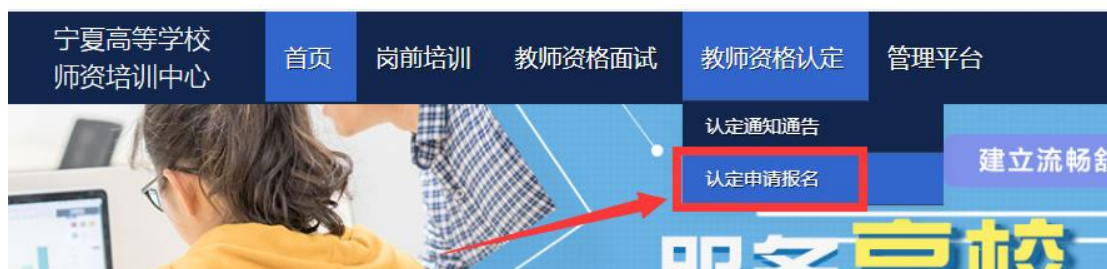 宁夏高等学校
师资培训中心
首页 岗前培训 教师资格面试 教师资格认定 管理平台
认定通知通告
认定申请报名
建立流畅
高校